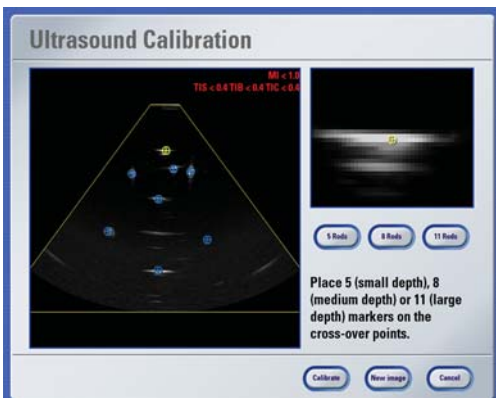 Ultrasound Calibration
MI < 1.0
TIS < 0.4 TIB < 0.4 TIC < 0.4
5 Rods 8 Rods 11 Rods
Place 5 (small depth), 8
(medium depth) or 11 (large
depth) markers on the
cross-over points.
Calibrate New image Cancel